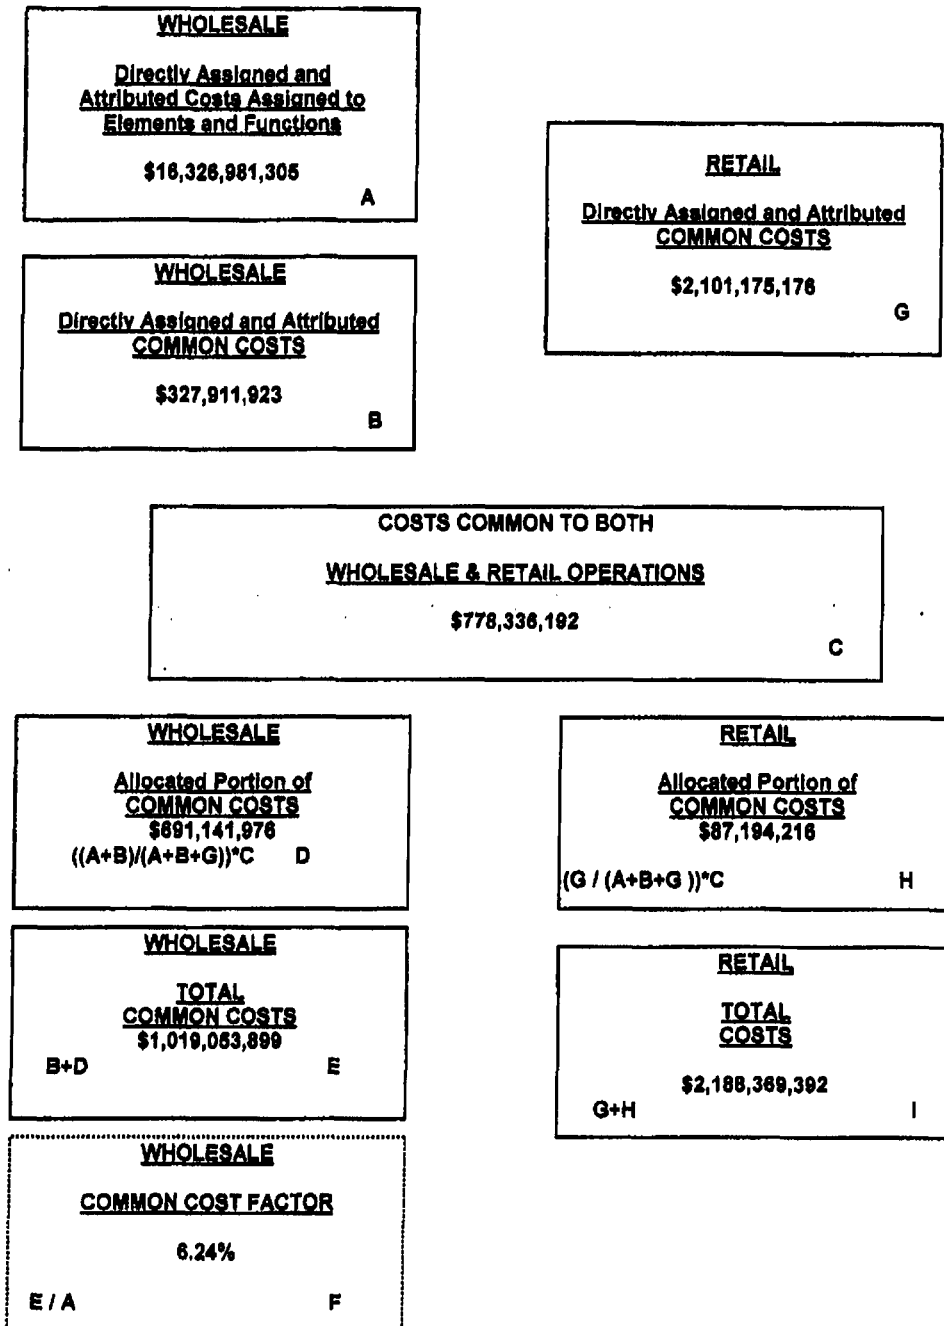 WHOLESALE
Directly Assigned and
Attributed Costs Assigned to
Elements and Functions
$16,326,981,305
A
RETAIL
Directly Assigned and Attributed
COMMON COSTS
$2,101,175,176
G
WHOLESALE
Directly Assigned and Attributed
COMMON COSTS
$327,911,923
B
COSTS COMMON TO BOTH
WHOLESALE & RETAIL OPERATIONS
$778,336,192
C
WHOLESALE
Allocated Portion of
COMMON COSTS
$691,141,976
((A+B)/(A+B+G))*C D
RETAIL
Allocated Portion of
COMMON COSTS
$87,194,216
(G / (A+B+G ))*C H
WHOLESALE
TOTAL
COMMON COSTS
$1,019,053,899
B+D E
RETAIL
TOTAL
COSTS
$2,188,369,392
G+H I
WHOLESALE
COMMON COST FACTOR
6.24%
E / A F